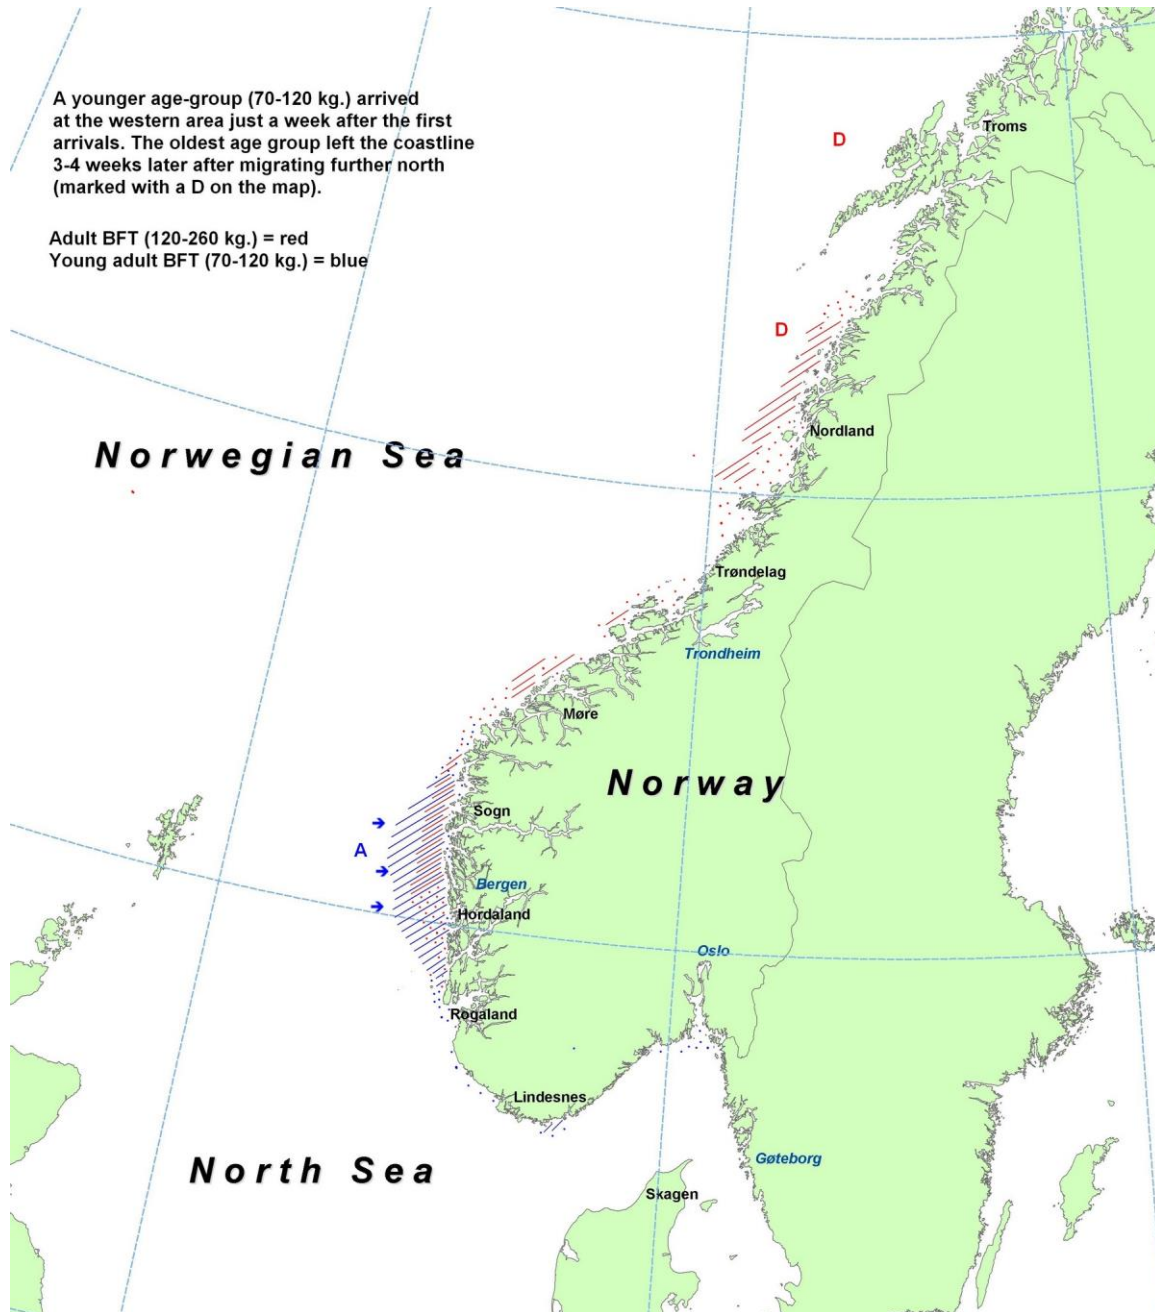 A younger age-group (70-120 kg.) arrived
at the western area just a week after the first
arrivals. The oldest age group left the coastline
3-4 weeks later after migrating further north
(marked with a D on the map).
Adult BFT (120-260 kg.) = red
Young adult BFT (70-120 kg.) = blue
Troms
D
D
Nordland
Norwegian Sea
Trøndelag
Trondheim
Møre
Norway
Sogn
A
Bergen
Hordaland
Oslo
Rogaland
Lindesnes
North Sea
Gøteborg
Skagen